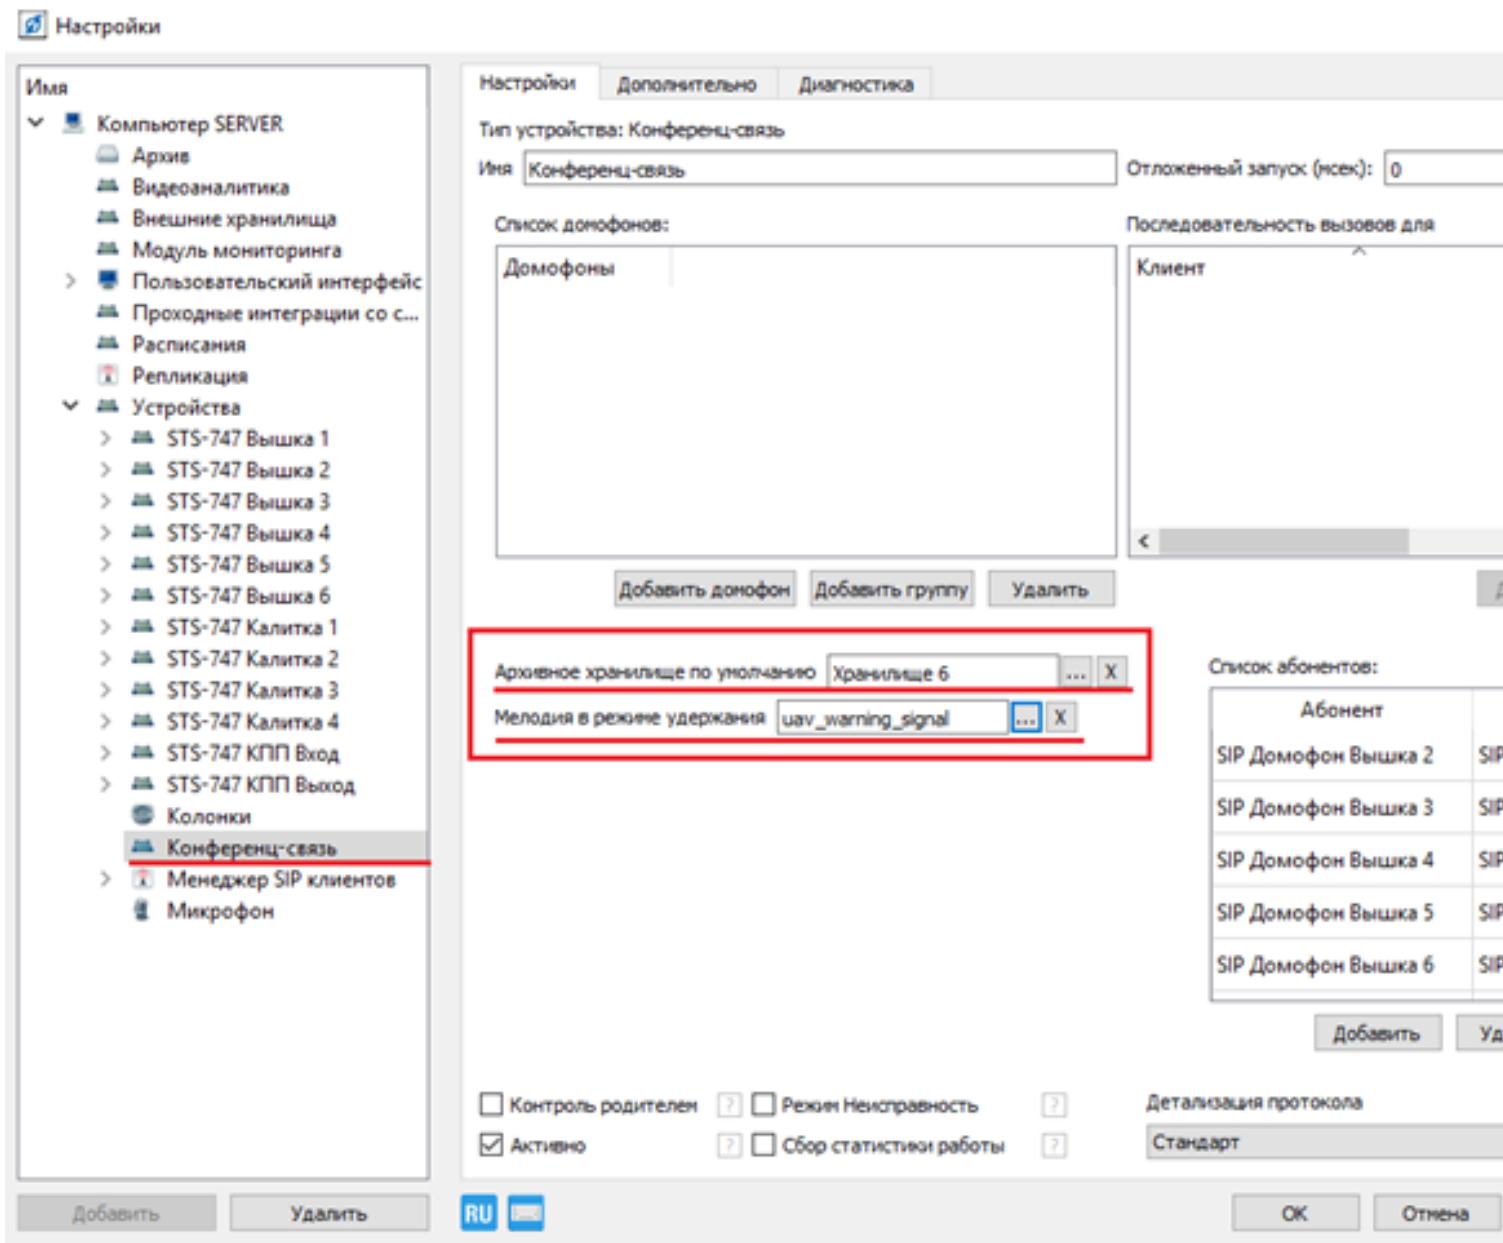 Настройки
Имя
Компьютер SERVER
Архив
Видеоаналитика
Внешние хранилища
Модуль мониторинга
Пользовательский интерфейс
Проходные интеграции со с...
Расписания
Репликация
Устройства
STS-747 Вышка 1
STS-747 Вышка 2
STS-747 Вышка 3
STS-747 Вышка 4
STS-747 Вышка 5
STS-747 Вышка 6
STS-747 Калитка 1
STS-747 Калитка 2
STS-747 Калитка 3
STS-747 Калитка 4
STS-747 КПП Вход
STS-747 КПП Выход
Колонки
Конференц-связь
Менеджер SIP клиентов
Микрофон
Добавить Удалить
Настройки Дополнительно Диагностика
Тип устройства: Конференц-связь
Имя Конференц-связь Отложенный запуск (мсек): 0
Список домофонов: Последовательность вызовов для
Домофоны Клиент
Добавить домофон Добавить группу Удалить
Архивное хранилище по умолчанию Хранилище 6 ... X
Мелодия в режиме удержания uav_warning_signal ... X
Список абонентов:
Абонент
SIP Домофон Вышка 2 SIP
SIP Домофон Вышка 3 SIP
SIP Домофон Вышка 4 SIP
SIP Домофон Вышка 5 SIP
SIP Домофон Вышка 6 SIP
Добавить Уд
Контроль родителем ? Режим Неисправность ?
Активно ? Сбор статистики работы ?
Детализация протокола
Стандарт
RU
ОК Отмена